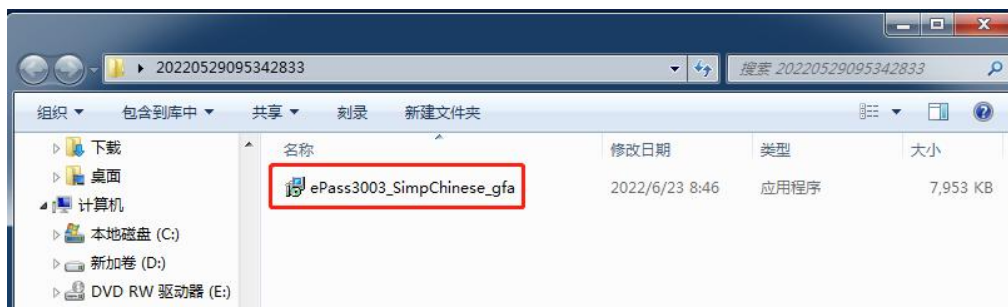 20220529095342833
搜索 20220529095342833
组织 包含到库中 共享 刻录 新建文件夹
名称 修改日期 类型 大小
下载
ePass3003_SimpChinese_gfa 2022/6/23 8:46 应用程序 7,953 KB
桌面
计算机
本地磁盘 (C:)
新加卷 (D:)
DVD RW 驱动器 (E:)